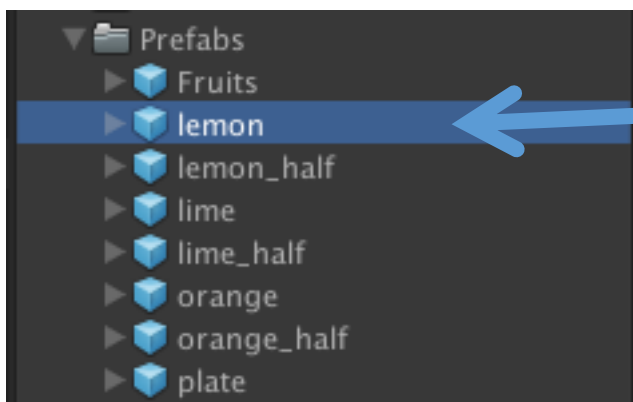 Prefabs
Fruits
lemon
lemon_half
lime
lime_half
orange
orange_half
plate